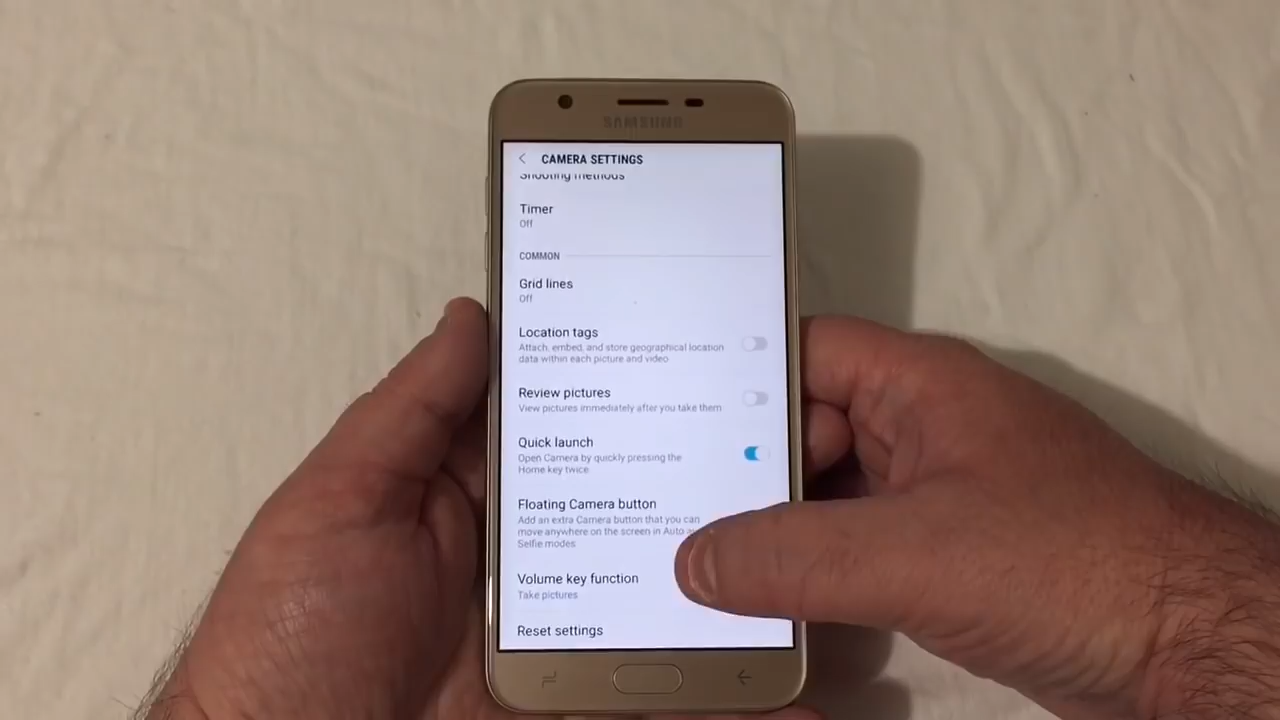 SAMSUNG
CAMERA SETTINGS
Shooting methods
Timer
Off
COMMON
Grid lines
Off
Location tags
Attach, embed, and store geographical location
data within each picture and video
Review pictures
View pictures immediately after you take them
Quick launch
Open Camera by quickly pressing the
Home key twice
Floating Camera button
Add an extra Camera button that you can
move anywhere on the screen in Auto
Selfie modes
Volume key function
Take pictures
Reset settings